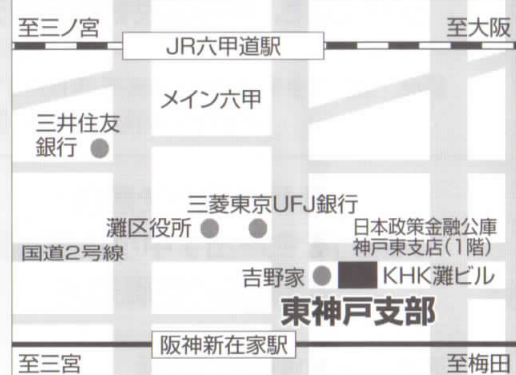 至三ノ宮
至大阪
JR六甲道駅
メイン六甲
三井住友
銀行
三菱東京UFJ銀行
灘区役所
日本政策金融公庫
神戸東支店(1階)
国道2号線
吉野家
KHK灘ビル
東神戸支部
阪神新在家駅
至三宮
至梅田